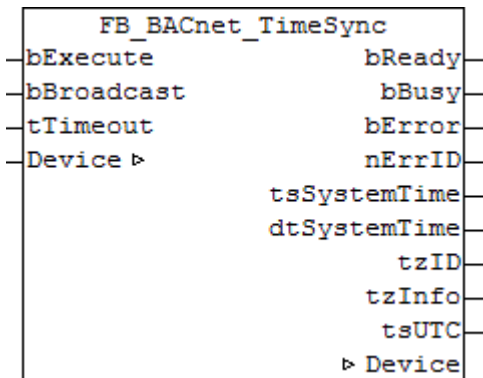 FB_BACnet_TimeSync
bExecute bReady
bBroadcast bBusy
tTimeout bError
Device ▹ nErrID
tsSystemTime
dtSystemTime
tzID
tzInfo
tsUTC
▹ Device